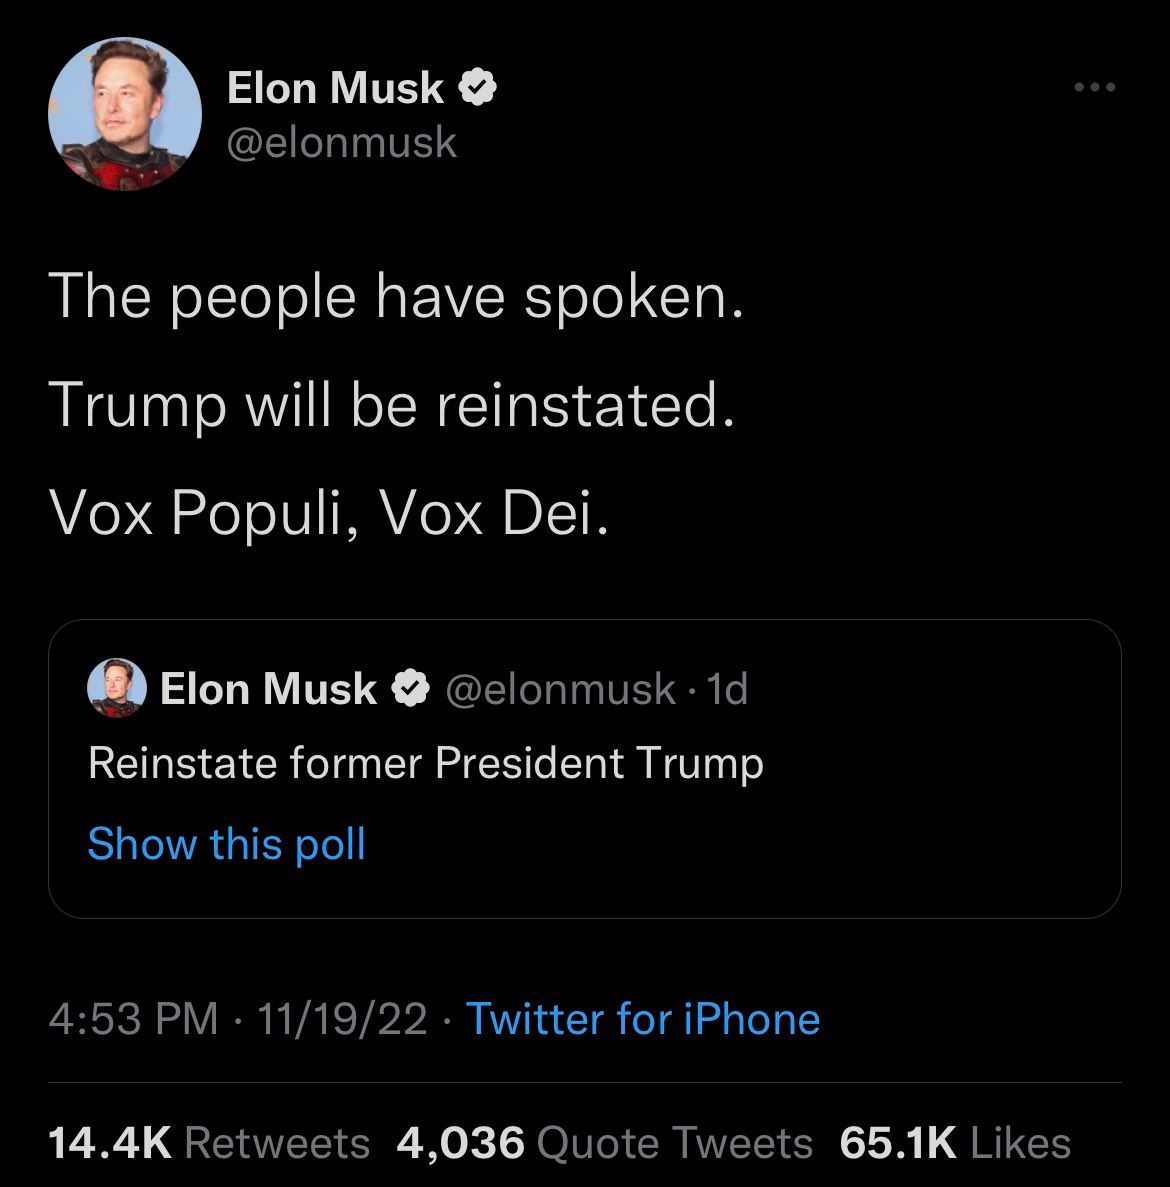 Elon Musk
@elonmusk
The people have spoken.
Trump will be reinstated.
Vox Populi, Vox Dei.
Elon Musk @elonmusk · 1d
Reinstate former President Trump
Show this poll
4:53 PM · 11/19/22 · Twitter for iPhone
14.4K Retweets 4,036 Quote Tweets 65.1K Likes